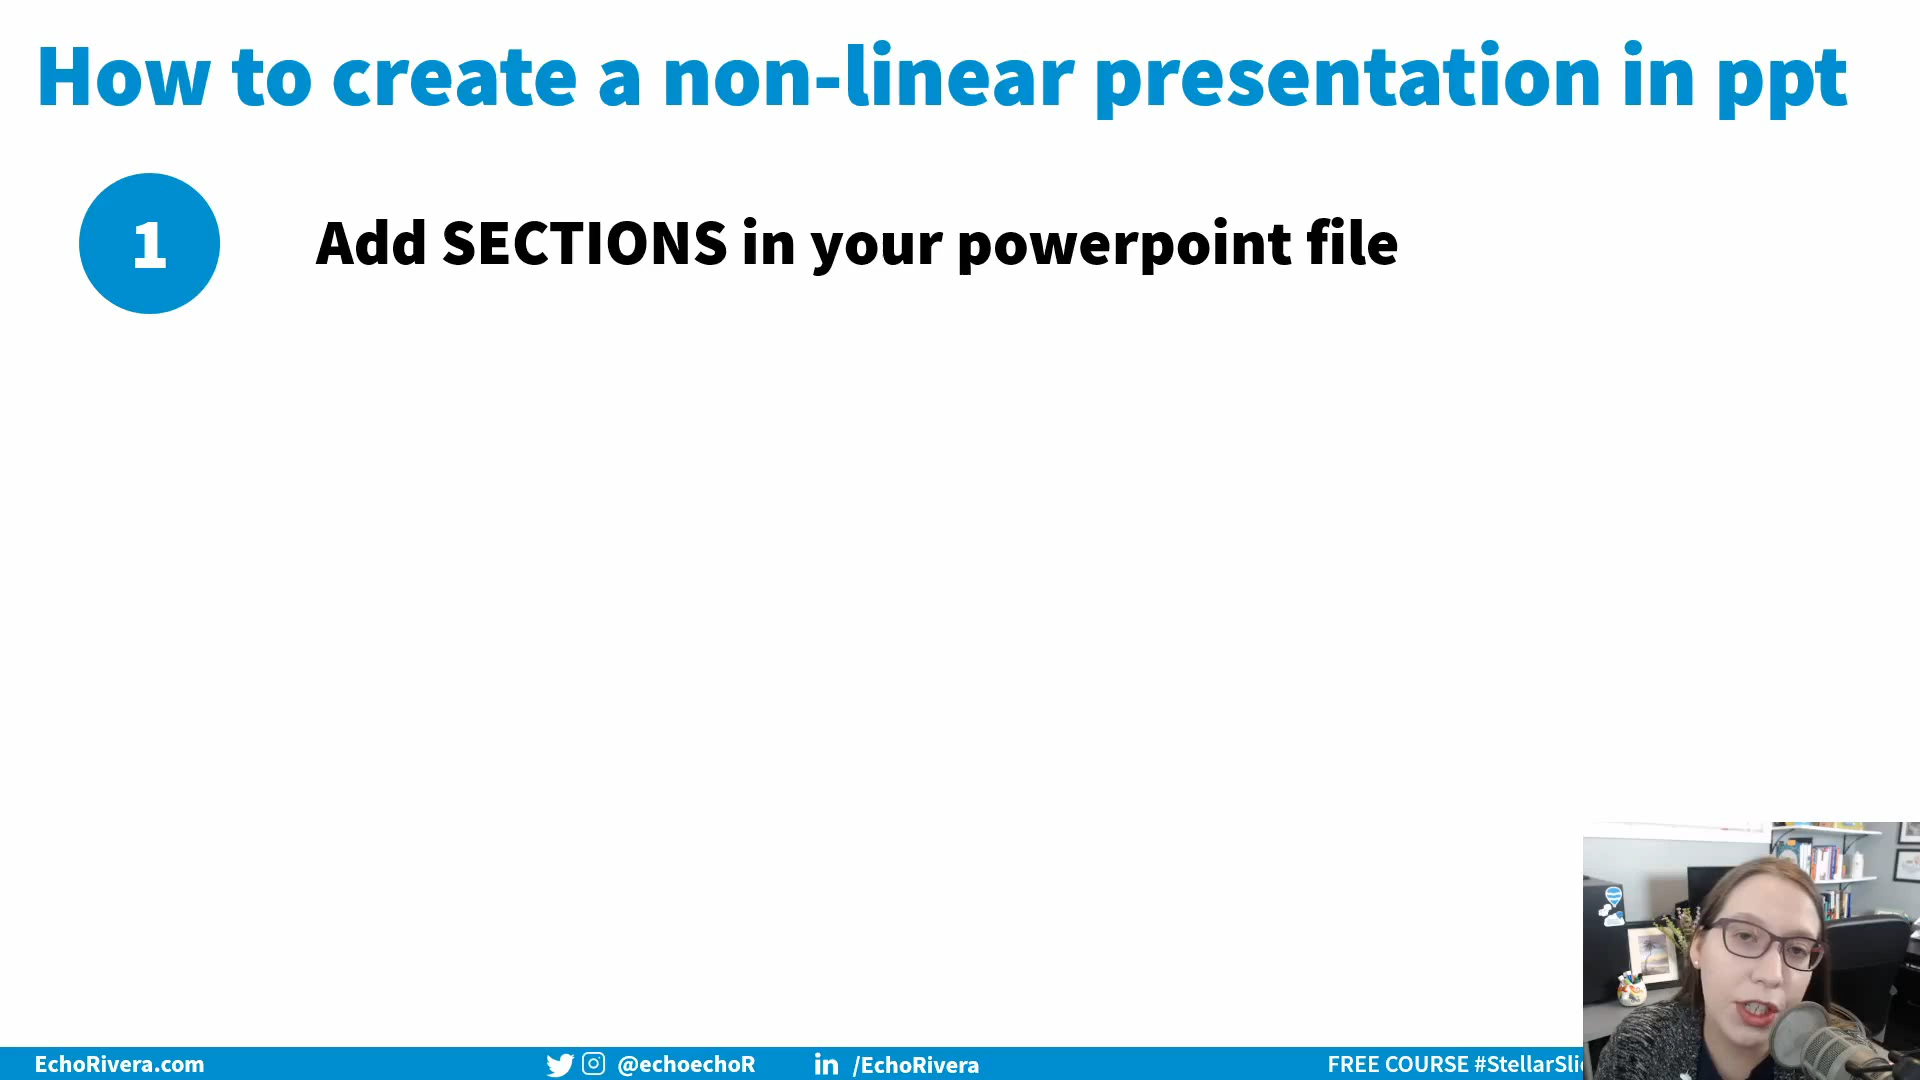 How to create a non-linear presentation in ppt
1
Add SECTIONS in your powerpoint file
EchoRivera.com
@echoechoR
in /EchoRivera
FREE COURSE